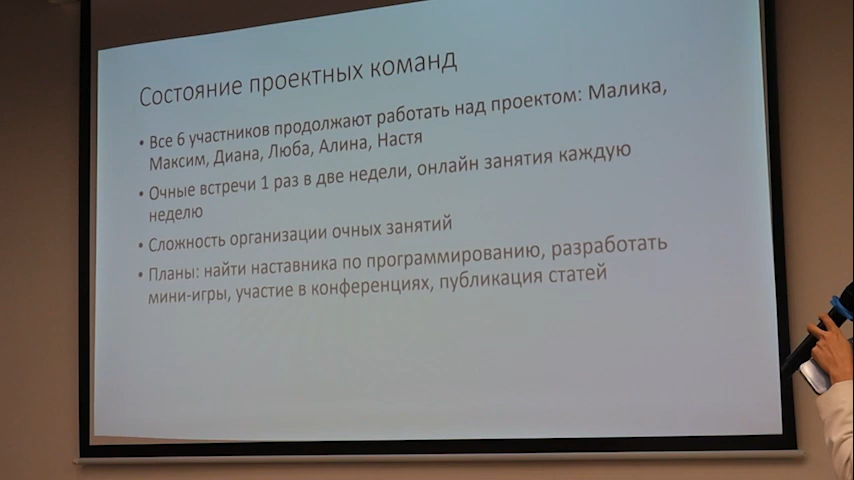 Состояние проектных команд
• Все 6 участников продолжают работать над проектом: Малика,
Максим, Диана, Люба, Алина, Настя
• Очные встречи 1 раз в две недели, онлайн занятия каждую
неделю
• Сложность организации очных занятий
• Планы: найти наставника по программированию, разработать
мини-игры, участие в конференциях, публикация статей